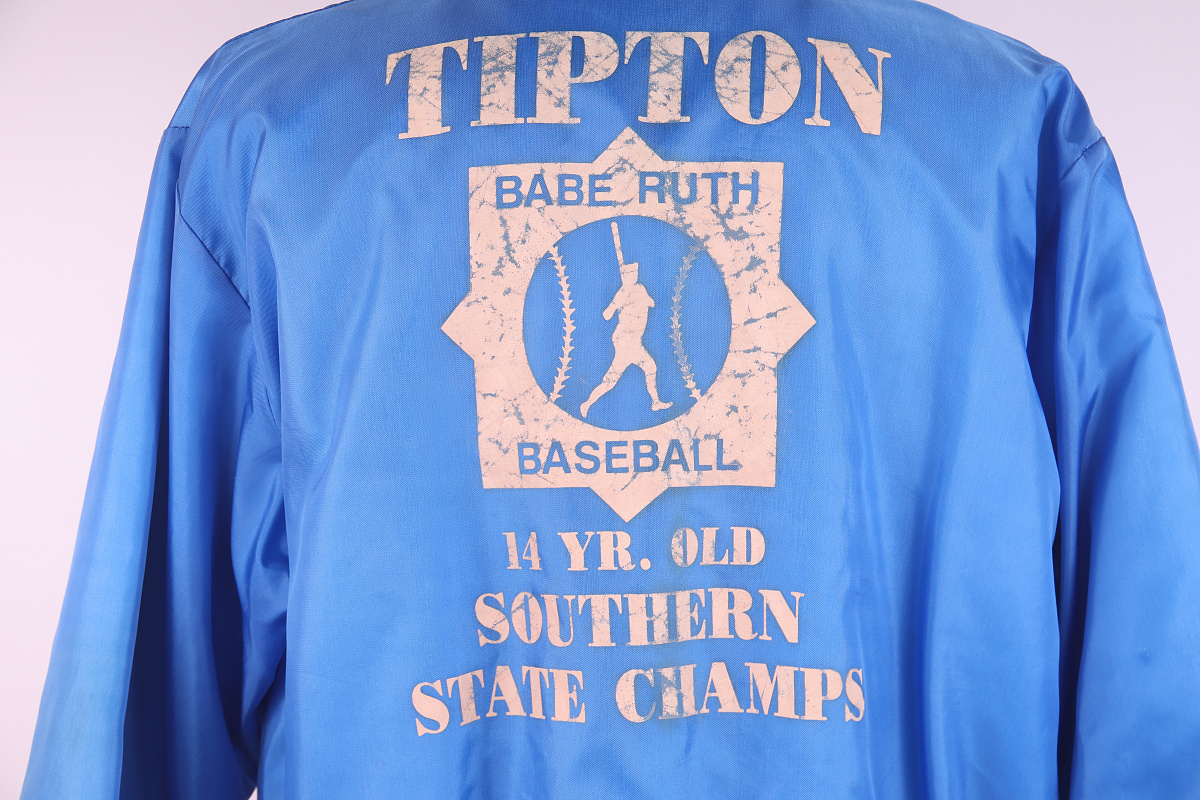 TIPTON
BABE RUTH
BASEBALL
14 YR. OLD
SOUTHERN
STATE CHAMPS